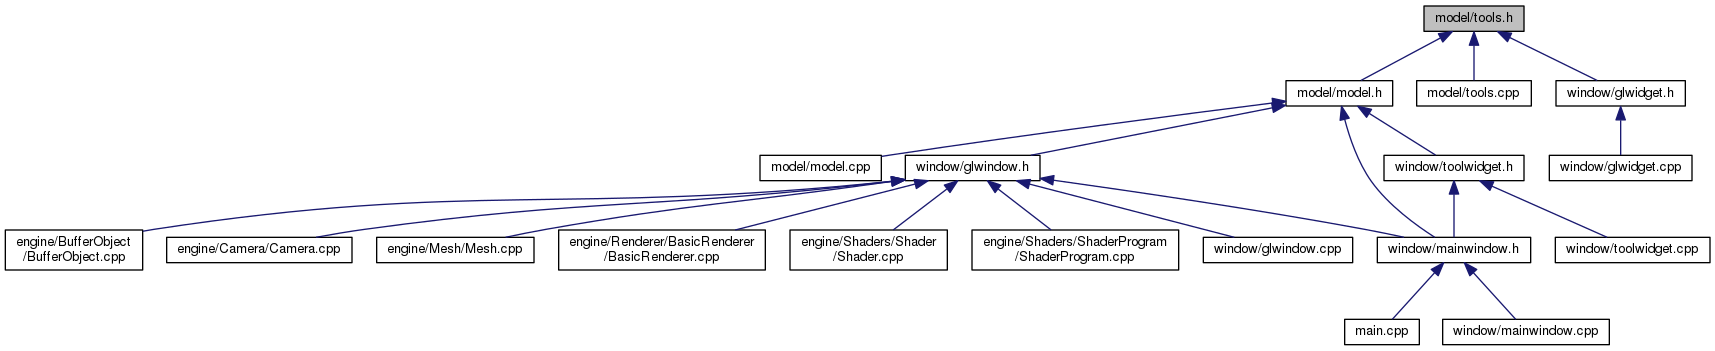 model/tools.h
model/model.h
model/tools.cpp
window/glwidget.h
model/model.cpp
window/glwindow.h
window/toolwidget.h
window/glwidget.cpp
engine/BufferObject
/BufferObject.cpp
engine/Camera/Camera.cpp
engine/Mesh/Mesh.cpp
engine/Renderer/BasicRenderer
/BasicRenderer.cpp
engine/Shaders/Shader
/Shader.cpp
engine/Shaders/ShaderProgram
/ShaderProgram.cpp
window/glwindow.cpp
window/mainwindow.h
window/toolwidget.cpp
main.cpp
window/mainwindow.cpp